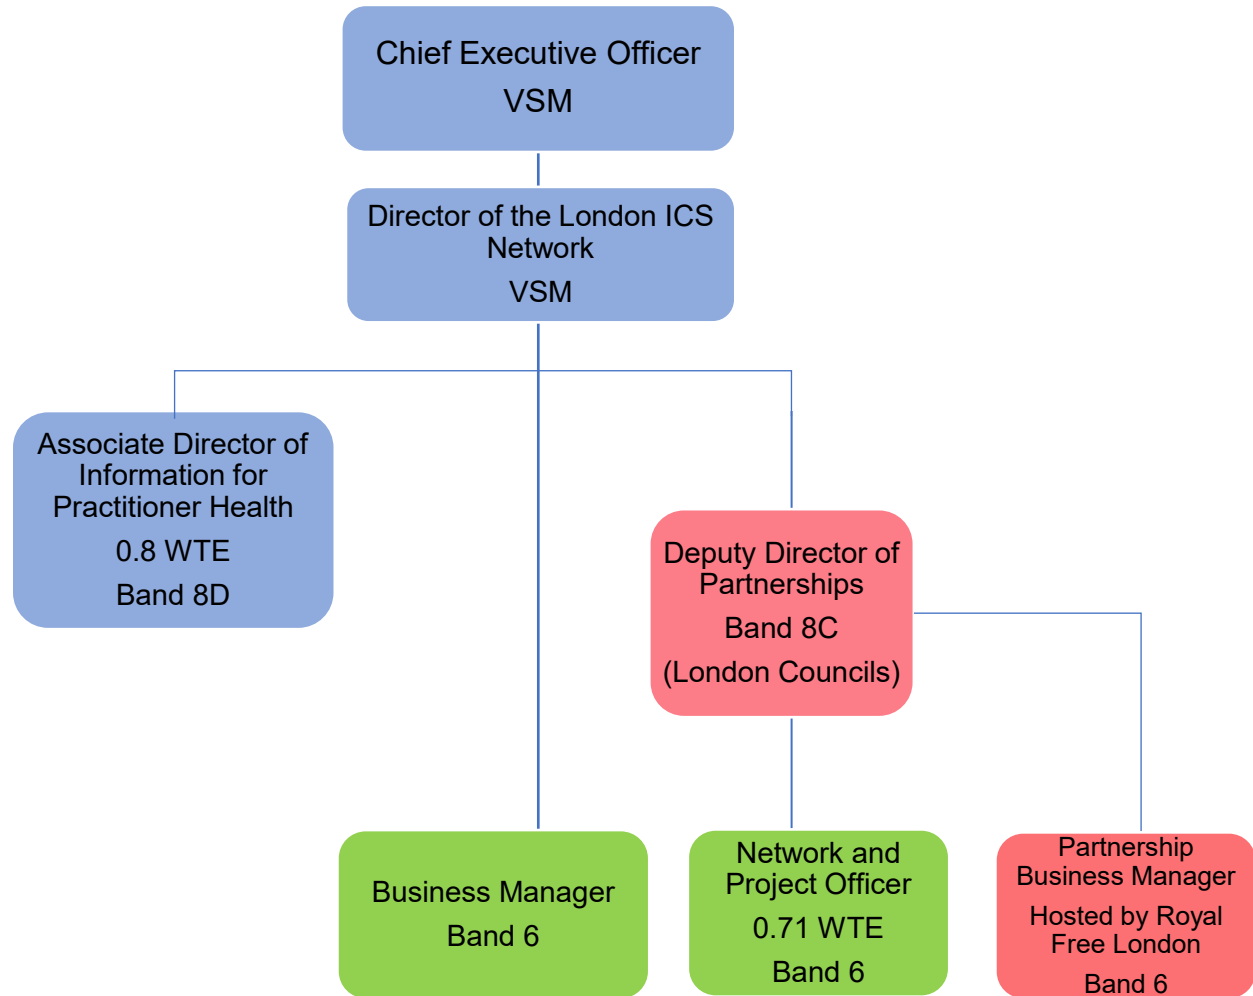 Chief Executive Officer
VSM
Director of the London ICS
Network
VSM
Associate Director of
Information for
Practitioner Health
0.8 WTE
Band 8D
Deputy Director of
Partnerships
Band 8C
(London Councils)
Business Manager
Band 6
Network and
Project Officer
0.71 WTE
Band 6
Partnership
Business Manager
Hosted by Royal
Free London
Band 6